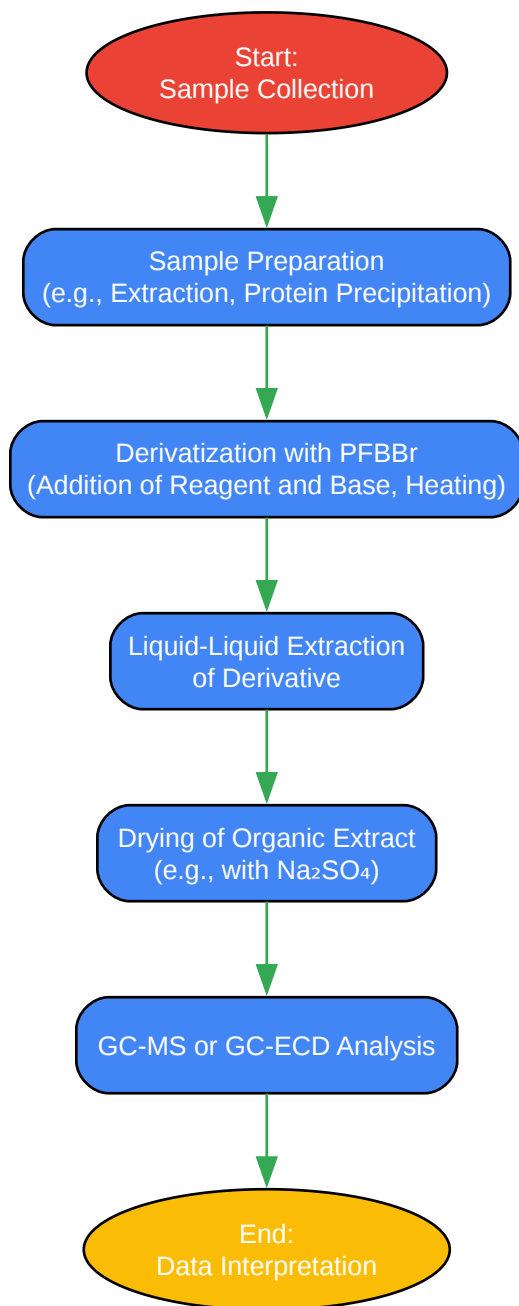 Start:
Sample Collection
Sample Preparation
(e.g., Extraction, Protein Precipitation)
Derivatization with PFBBr
(Addition of Reagent and Base, Heating)
Liquid-Liquid Extraction
of Derivative
Drying of Organic Extract
(e.g., with Na₂SO₄)
GC-MS or GC-ECD Analysis
End:
Data Interpretation